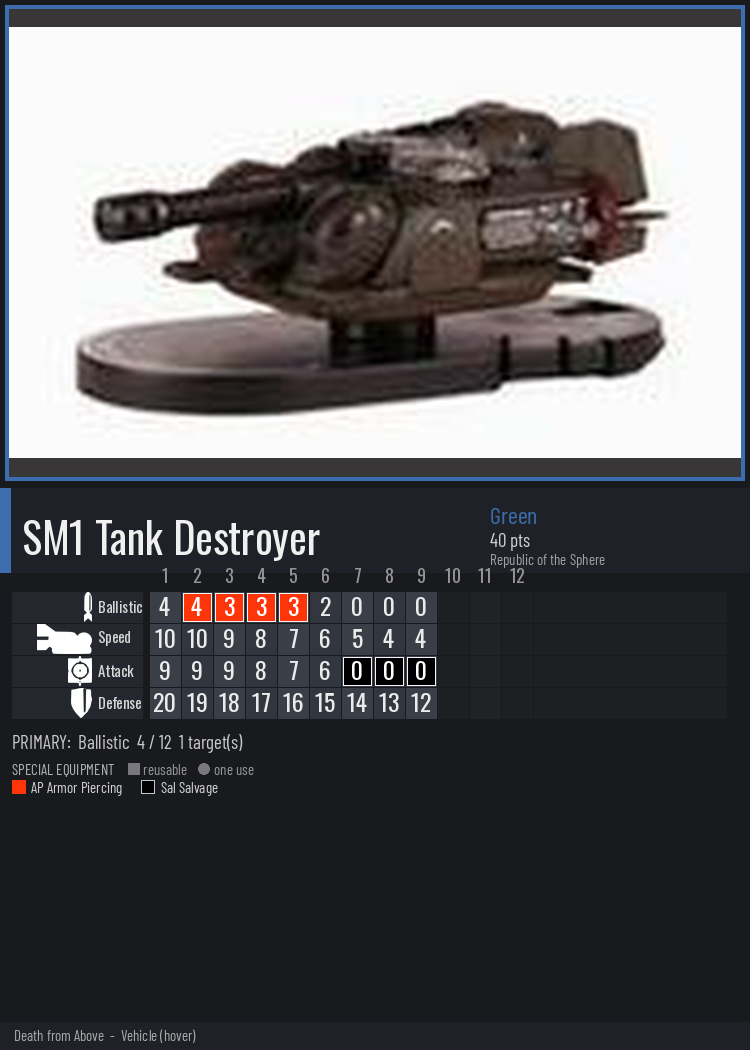 SM1 Tank Destroyer
Green
40 pts
Republic of the Sphere
1 2 3 4 5 6 7 8 9 10 11 12
Ballistic 4 4 3 3 3 2 0 0 0
Speed 10 10 9 8 7 6 5 4 4
Attack 9 9 9 8 7 6 0 0 0
Defense 20 19 18 17 16 15 14 13 12
PRIMARY: Ballistic 4 / 12 1 target(s)
SPECIAL EQUIPMENT reusable one use
AP Armor Piercing Sal Salvage
Death from Above - Vehicle (hover)